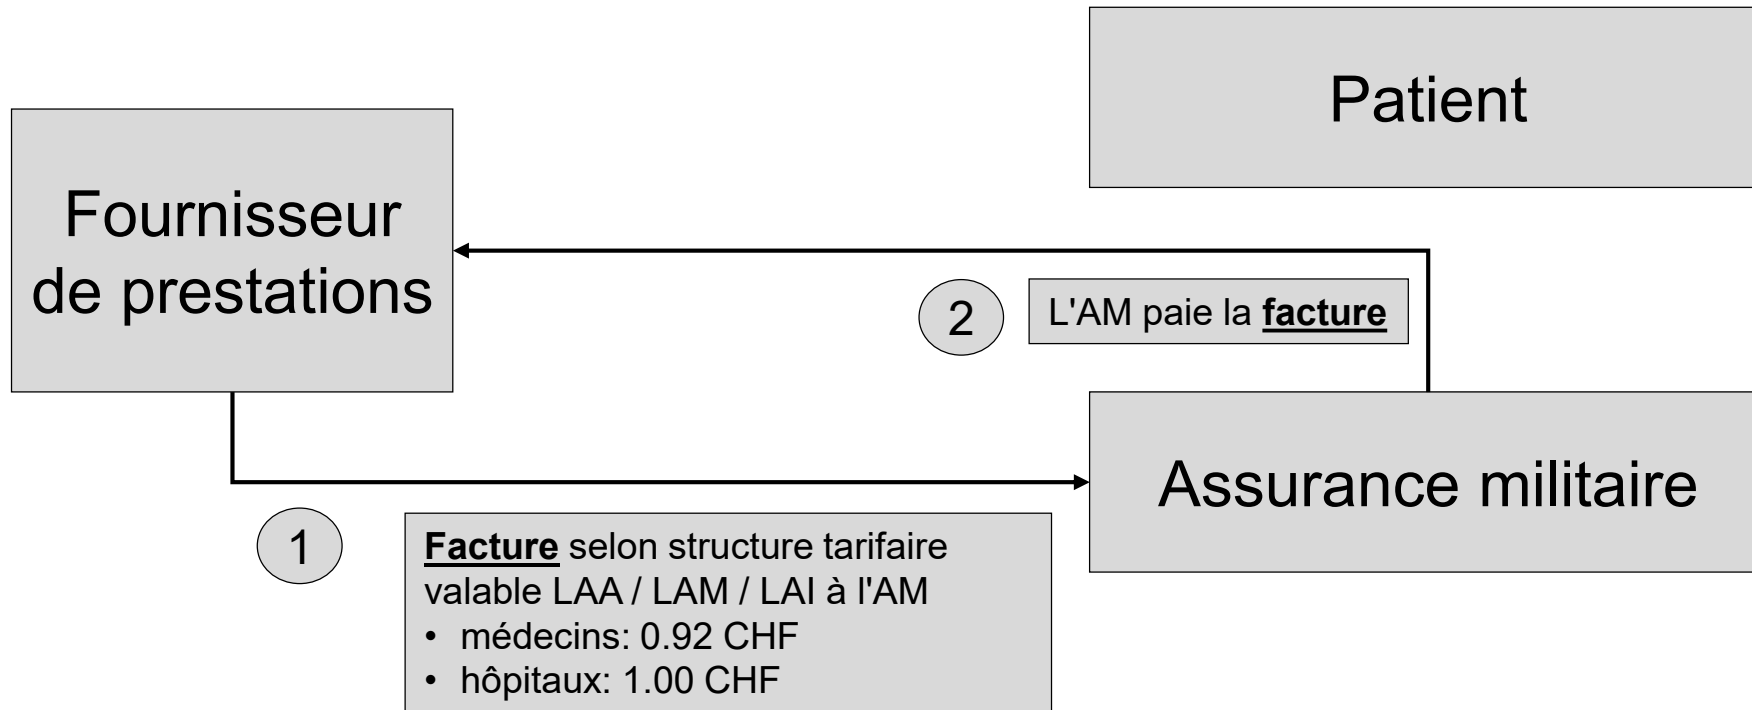 Patient
Fournisseur
de prestations
2
L'AM paie la facture
Assurance militaire
1
Facture selon structure tarifaire
valable LAA / LAM / LAI à l'AM
• médecins: 0.92 CHF
• hôpitaux: 1.00 CHF